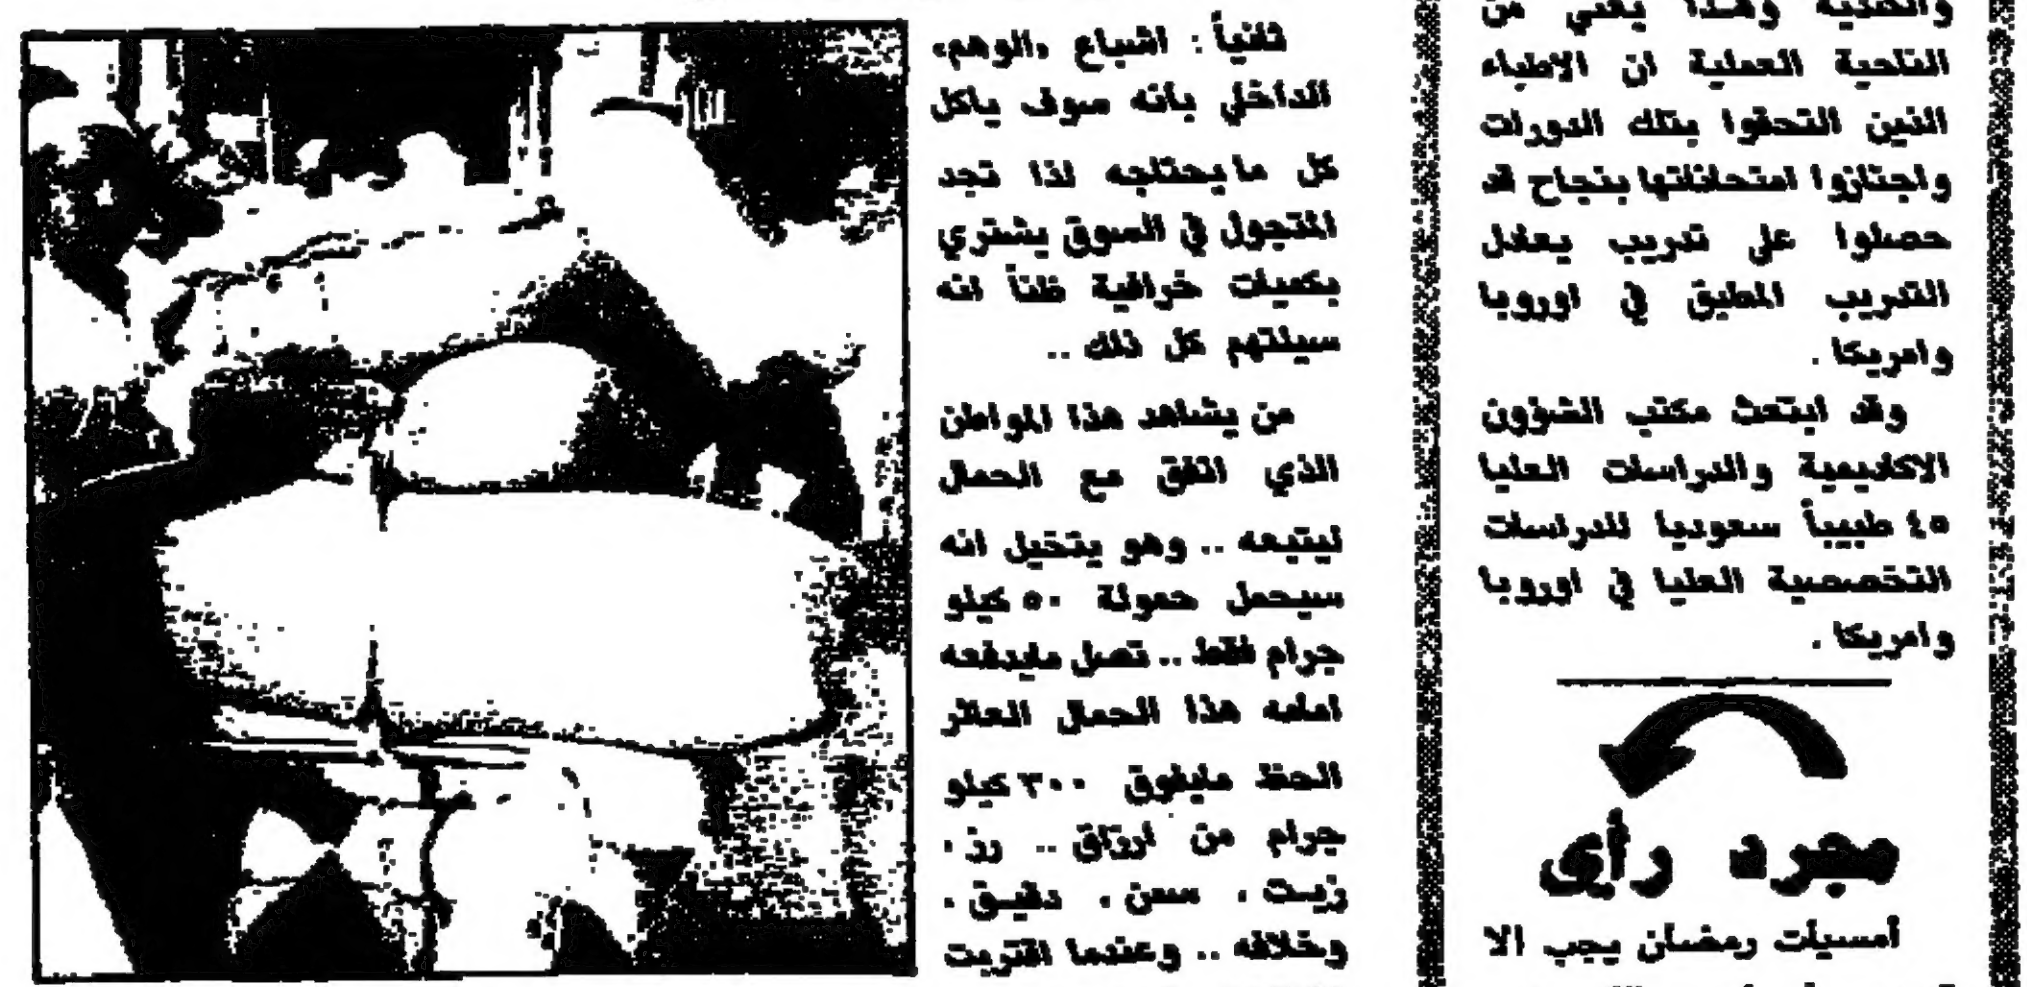 والصحية وهذا يعني من
الناحية العملية ان الاطباء
الذين التحقوا بتلك الدورات
واجتازوا امتحاناتها بنجاح قد
حصلوا على تدريب يعادل
التدريب المطبق في اوروبا
وامريكا .
وقد ابتعث مكتب الشؤون
الاكاديمية والدراسات العليا
٤٥ طبيباً سعوديا للدراسات
التخصصية العليا في اوروبا
وامريكا .
مجرد رأى
أمسيات رمضان يجب الا
ثانياً : اشباع «الوهم»
الداخلي بأنه سوف ياكل
كل مايحتاجه لذا تجد
المتجول في السوق يشتري
بكميات خرافية ظناً انه
سيلتهم كل ذلك ..
من يشاهد هذا المواطن
الذي اتفق مع الحمال
ليتبعه .. وهو يتخيل انه
سيحمل حمولة ٥٠ كيلو
جرام فقط .. تصل مايدفعه
امامه هذا الحمال العاثر
الحظ مايفوق ٣٠٠ كيلو
جرام من ارزاق .. رز ،
زيت ، سمن ، دقيق ،
وخلافه .. وعندما اقتربت